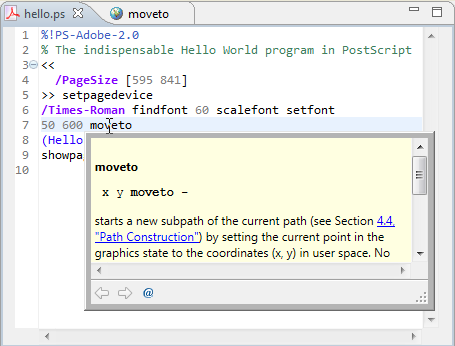 hello.ps moveto
1 %!PS-Adobe-2.0
2 % The indispensable Hello World program in PostScript
3 <<
4 /PageSize [595 841]
5 >> setpagedevice
6 /Times-Roman findfont 60 scalefont setfont
7 50 600 moveto
8 (Hello
9 showpa
10
moveto
x y moveto –
starts a new subpath of the current path (see Section 4.4,
"Path Construction") by setting the current point in the
graphics state to the coordinates (x, y) in user space. No
@